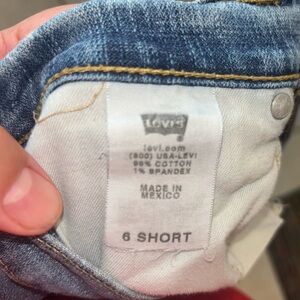 LEVI'S
levi.com
(800) USA-LEVI
99% COTTON
1% SPANDEX
MADE IN
MEXICO
6 SHORT